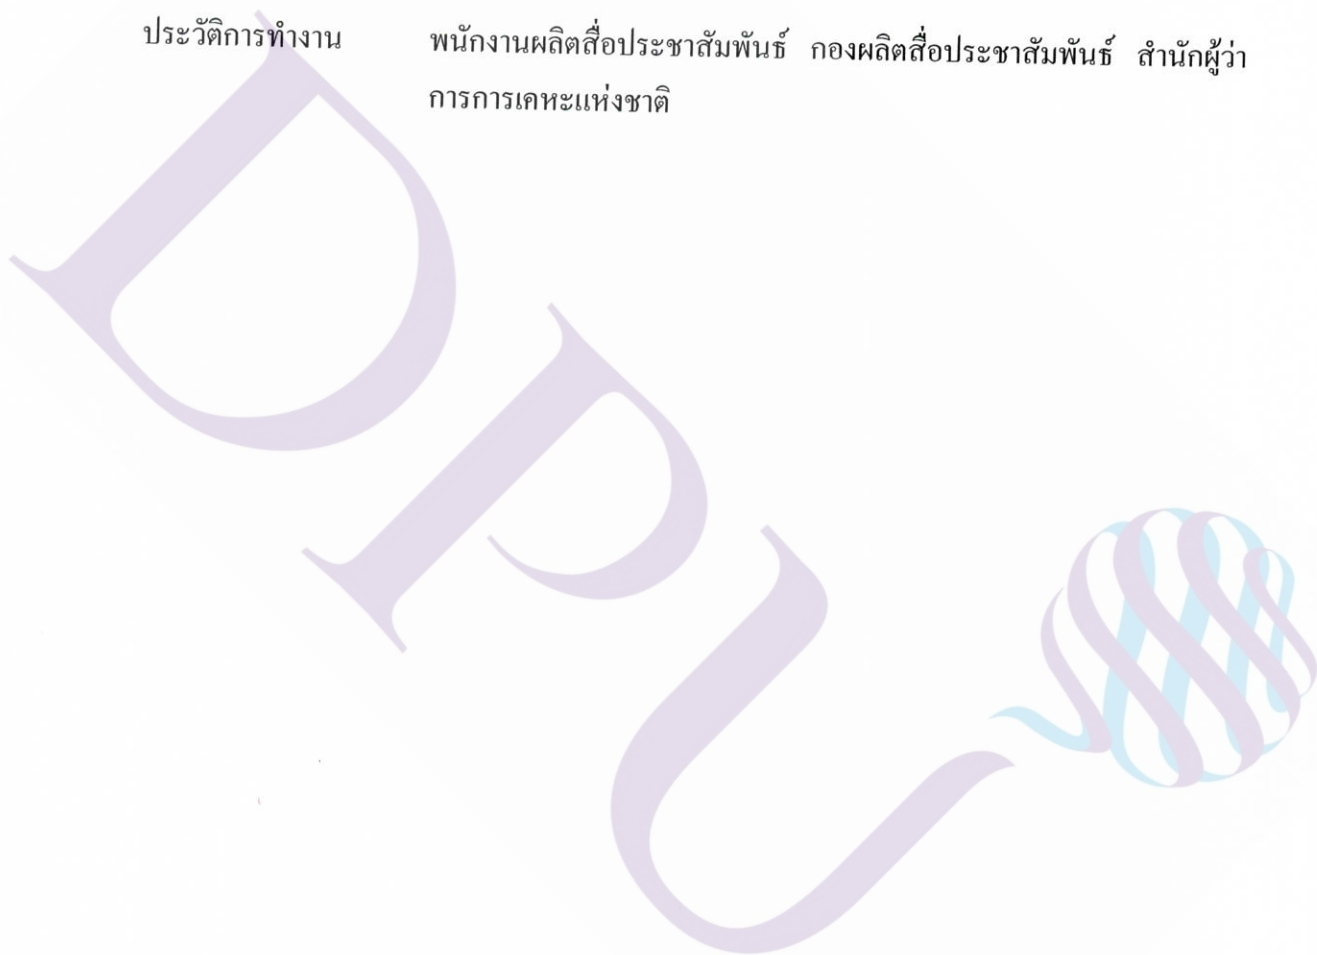 ประวัติการทำงาน พนักงานผลิตสื่อประชาสัมพันธ์ กองผลิตสื่อประชาสัมพันธ์ สำนักผู้ว่า
การการเคหะแห่งชาติ
DPU